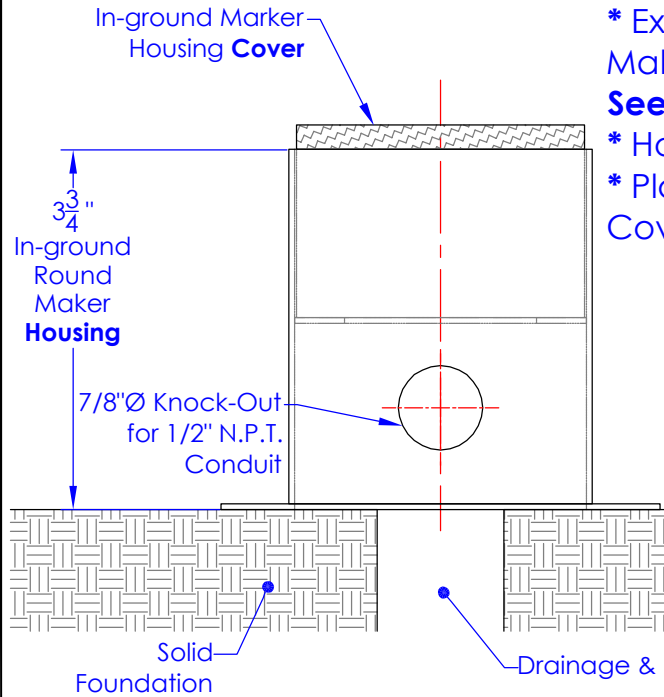 In-ground Marker
Housing Cover
* Ex
Mal
See
* Ho
* Pla
Cov
3 3/4 "
In-ground
Round
Maker
Housing
7/8"Ø Knock-Out
for 1/2" N.P.T.
Conduit
Solid
Foundation
Drainage &